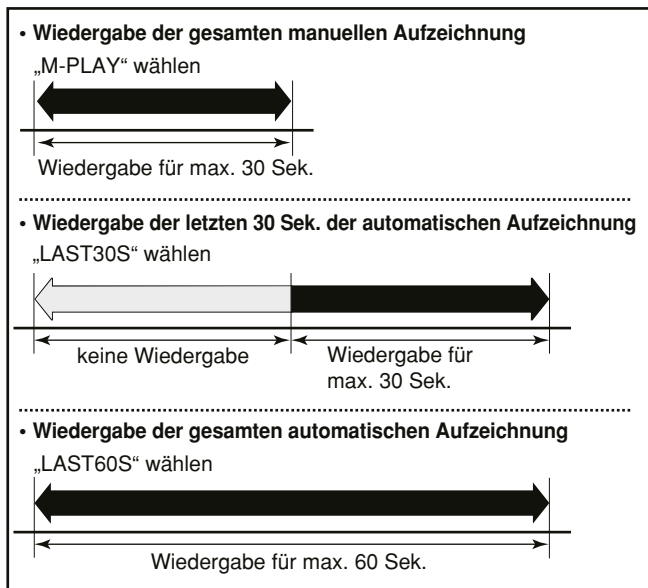 • Wiedergabe der gesamten manuellen Aufzeichnung
„M-PLAY“ wählen
Wiedergabe für max. 30 Sek.
• Wiedergabe der letzten 30 Sek. der automatischen Aufzeichnung
„LAST30S“ wählen
keine Wiedergabe
Wiedergabe für
max. 30 Sek.
• Wiedergabe der gesamten automatischen Aufzeichnung
„LAST60S“ wählen
Wiedergabe für max. 60 Sek.